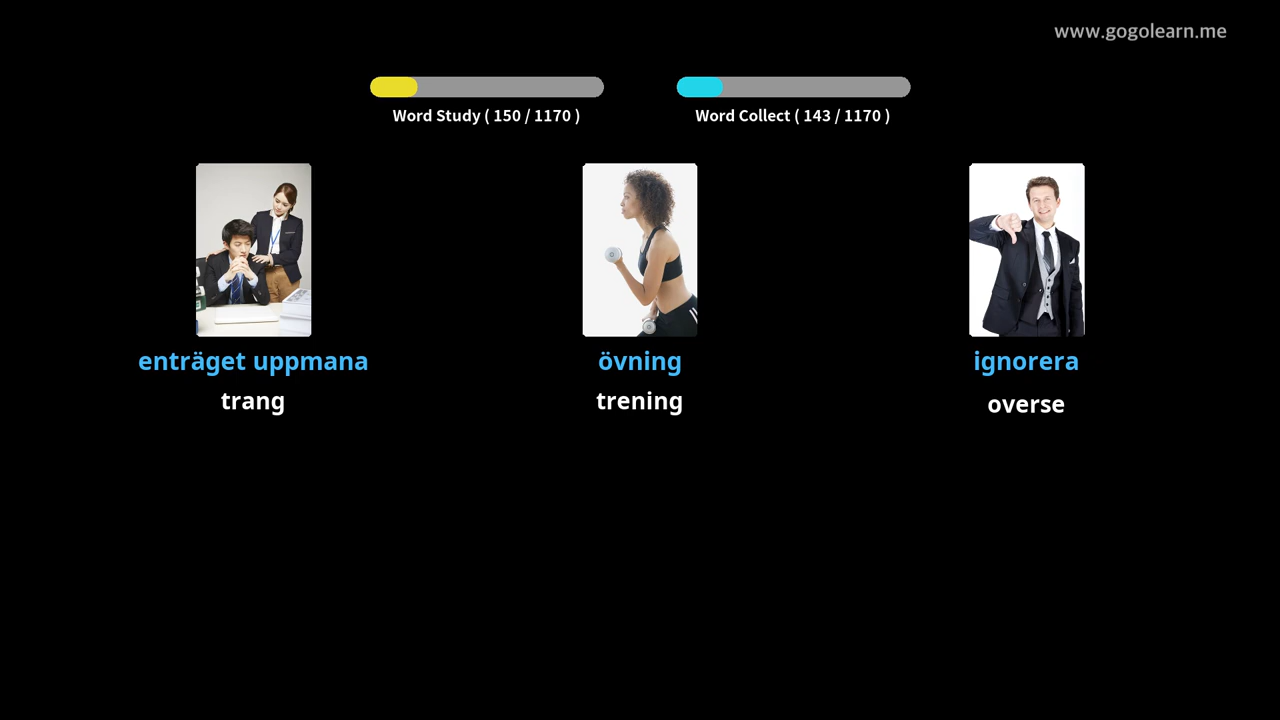 www.gogolearn.me
Word Study ( 150 / 1170 )
Word Collect ( 143 / 1170 )
enträget uppmana
trang
övning
trening
ignorera
overse